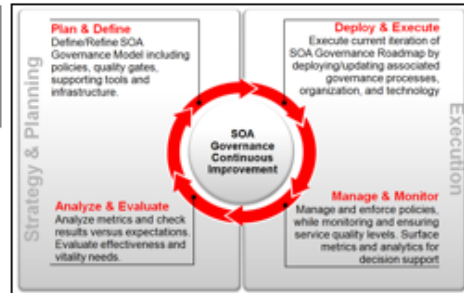 Plan & Define
Define/Refine SOA
Governance Model including
policies, quality gates,
supporting tools and
infrastructure.
Deploy & Execute
Execute current iteration of
SOA Governance Roadmap by
deploying/updating associated
governance processes,
organization, and technology
Strategy & Planning
SOA
Governance
Continuous
Improvement
Execution
Analyze & Evaluate
Analyze metrics and check
results versus expectations.
Evaluate effectiveness and
vitality needs.
Manage & Monitor
Manage and enforce policies,
while monitoring and ensuring
service quality levels. Surface
metrics and analytics for
decision support